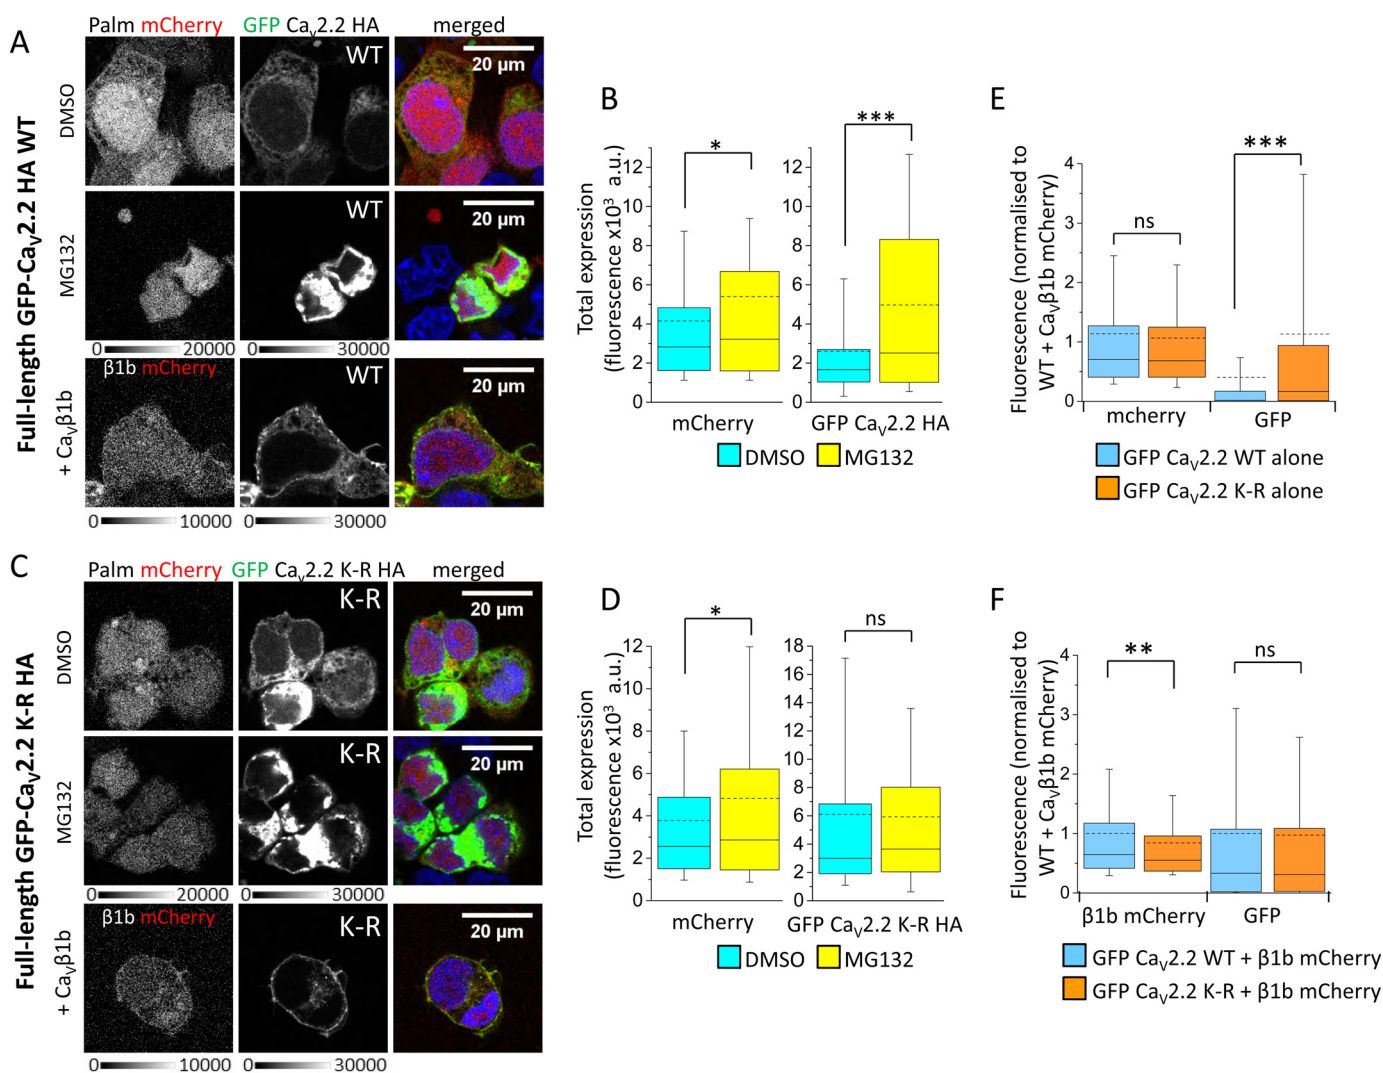 A
Palm mCherry
GFP CaV2.2 HA
merged
Full-length GFP-CaV2.2 HA WT
DMSO
WT
20 µm
MG132
WT
20 µm
0 20000
0 30000
+ CaVβ1b
β1b mCherry
WT
20 µm
0 10000
0 30000
B
Total expression
(fluorescence x10³ a.u.)
*
12
10
8
6
4
2
0
mCherry
***
12
10
8
6
4
2
0
GFP CaV2.2 HA
DMSO
MG132
E
Fluorescence (normalised to
WT + CaVβ1b mCherry)
4
3
2
1
0
ns
***
mcherry
GFP
GFP CaV2.2 WT alone
GFP CaV2.2 K-R alone
C
Palm mCherry
GFP CaV2.2 K-R HA
merged
Full-length GFP-CaV2.2 K-R HA
DMSO
K-R
20 µm
MG132
K-R
20 µm
0 20000
0 30000
+ CaVβ1b
β1b mCherry
K-R
20 µm
0 10000
0 30000
D
Total expression
(fluorescence x10³ a.u.)
*
12
10
8
6
4
2
0
mCherry
ns
18
16
14
12
10
8
6
4
2
0
GFP CaV2.2 K-R HA
DMSO
MG132
F
Fluorescence (normalised to
WT + CaVβ1b mCherry)
4
3
2
1
0
**
ns
β1b mCherry
GFP
GFP CaV2.2 WT + β1b mCherry
GFP CaV2.2 K-R + β1b mCherry